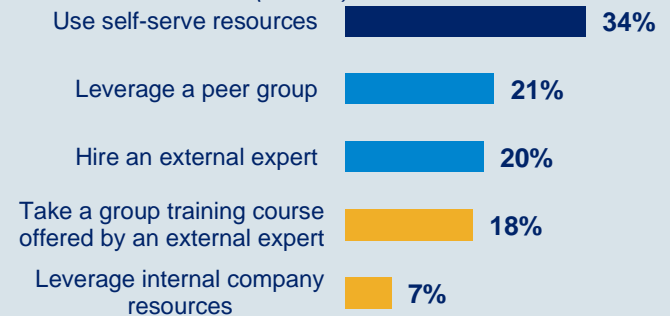 Use self-serve resources 34%
Leverage a peer group 21%
Hire an external expert 20%
Take a group training course
offered by an external expert 18%
Leverage internal company
resources 7%